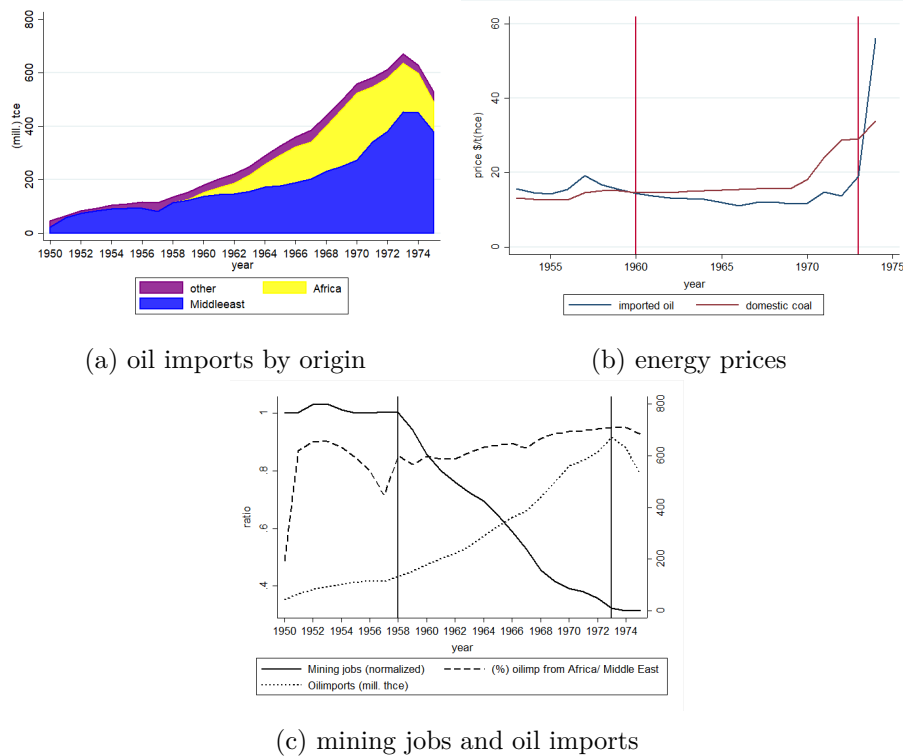 (mill.) tce
0 200 400 600 800
1950 1952 1954 1956 1958 1960 1962 1964 1966 1968 1970 1972 1974
year
other Africa
Middleeast
(a) oil imports by origin
price $/t(hce)
0 20 40 60
1955 1960 1965 1970 1975
year
imported oil domestic coal
(b) energy prices
ratio
.4 .6 .8 1
0 200 400 600 800
1950 1952 1954 1956 1958 1960 1962 1964 1966 1968 1970 1972 1974
year
Mining jobs (normalized) (%) oilimp from Africa/ Middle East
Oilimports (mill. thce)
(c) mining jobs and oil imports